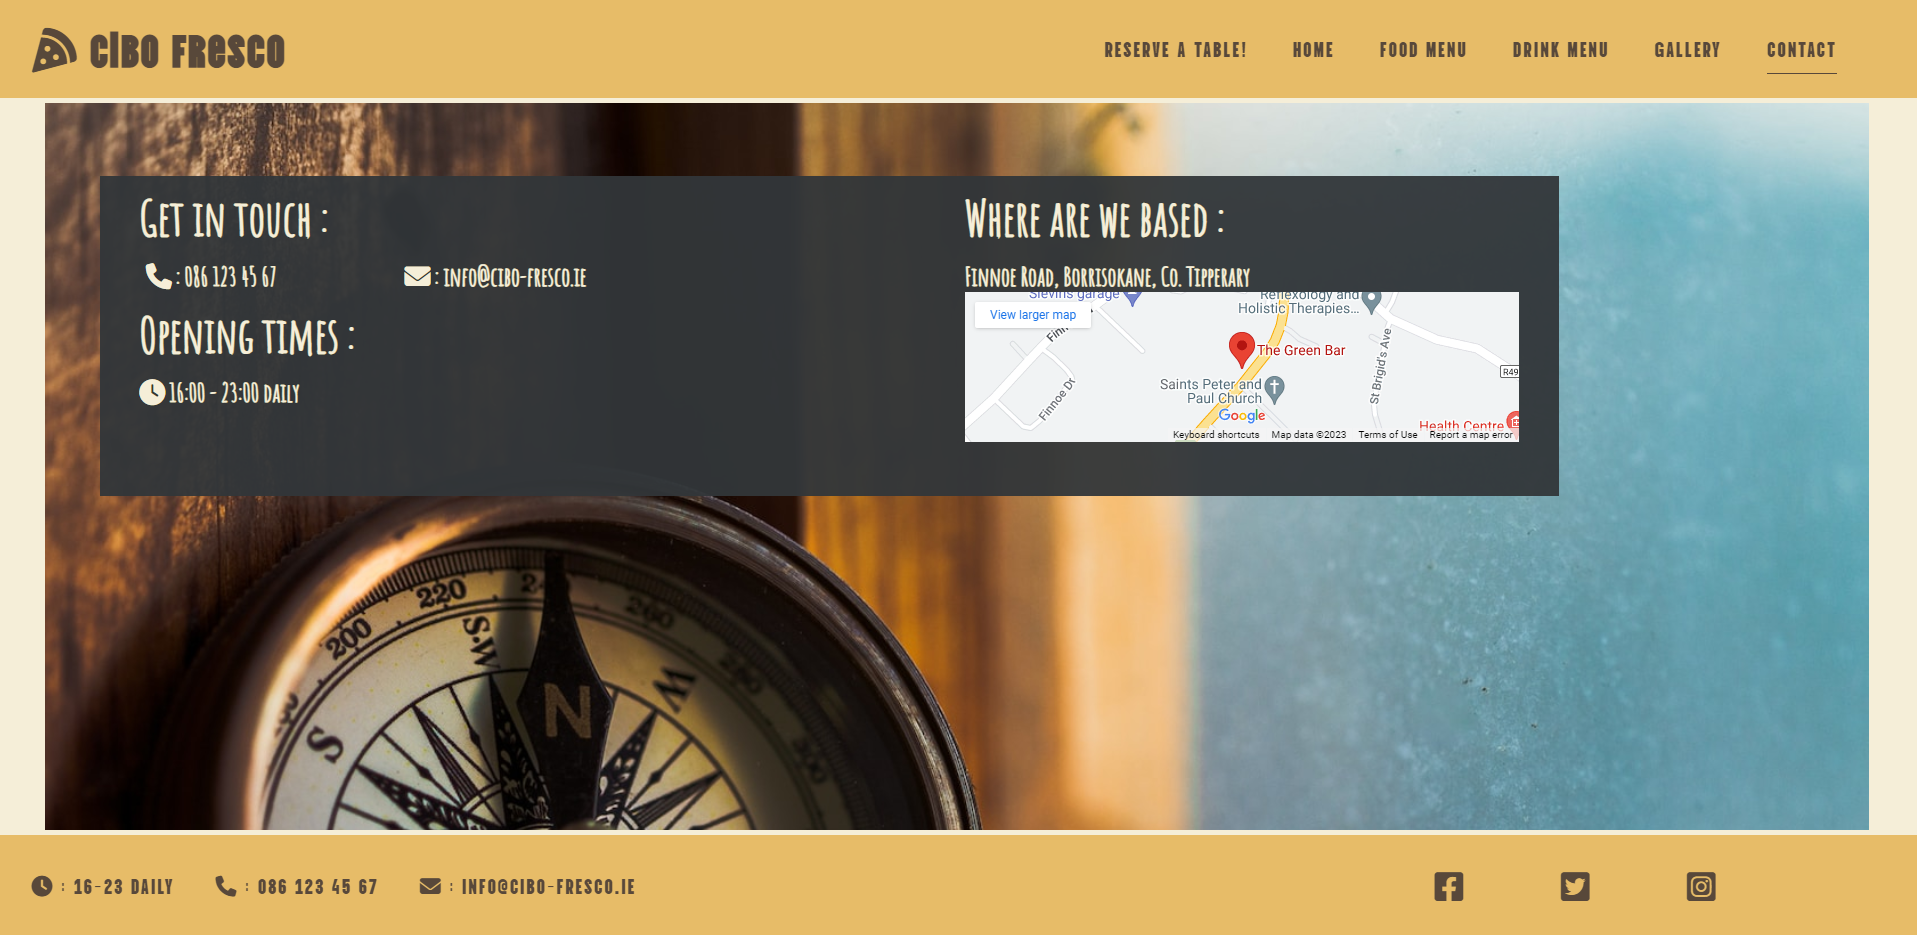 CIBO FRESCO
RESERVE A TABLE!
HOME
FOOD MENU
DRINK MENU
GALLERY
CONTACT
Get in touch :
: 086 123 45 67
: info@cibo-fresco.ie
Opening times :
16:00 - 23:00 daily
Where are we based :
Finnoe Road, Borrisokane, Co. Tipperary
Slevins garage
Reflexology and
Holistic Therapies...
View larger map
The Green Bar
St Brigid's Ave
R49
Saints Peter and
Paul Church
Finnoe Dr
Google
Health Centre
Keyboard shortcuts
Map data ©2023
Terms of Use
Report a map error
200
220
260
280
300
S
S.W
N
W
: 16-23 DAILY
: 086 123 45 67
: INFO@CIBO-FRESCO.IE